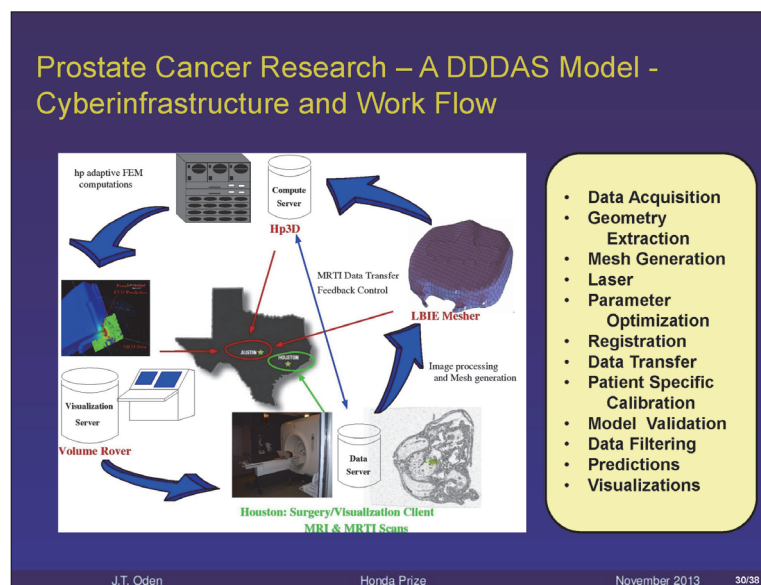 Prostate Cancer Research – A DDDAS Model -
Cyberinfrastructure and Work Flow
hp adaptive FEM
computations
Compute
Server
Hp3D
MRTI Data Transfer
Feedback Control
LBIE Mesher
AUSTIN
HOUSTON
Image processing
and Mesh generation
Visualization
Server
Volume Rover
Data
Server
Houston: Surgery/Visualization Client
MRI & MRTI Scans
• Data Acquisition
• Geometry
Extraction
• Mesh Generation
• Laser
• Parameter
Optimization
• Registration
• Data Transfer
• Patient Specific
Calibration
• Model Validation
• Data Filtering
• Predictions
• Visualizations
J.T. Oden
Honda Prize
November 2013
30/38